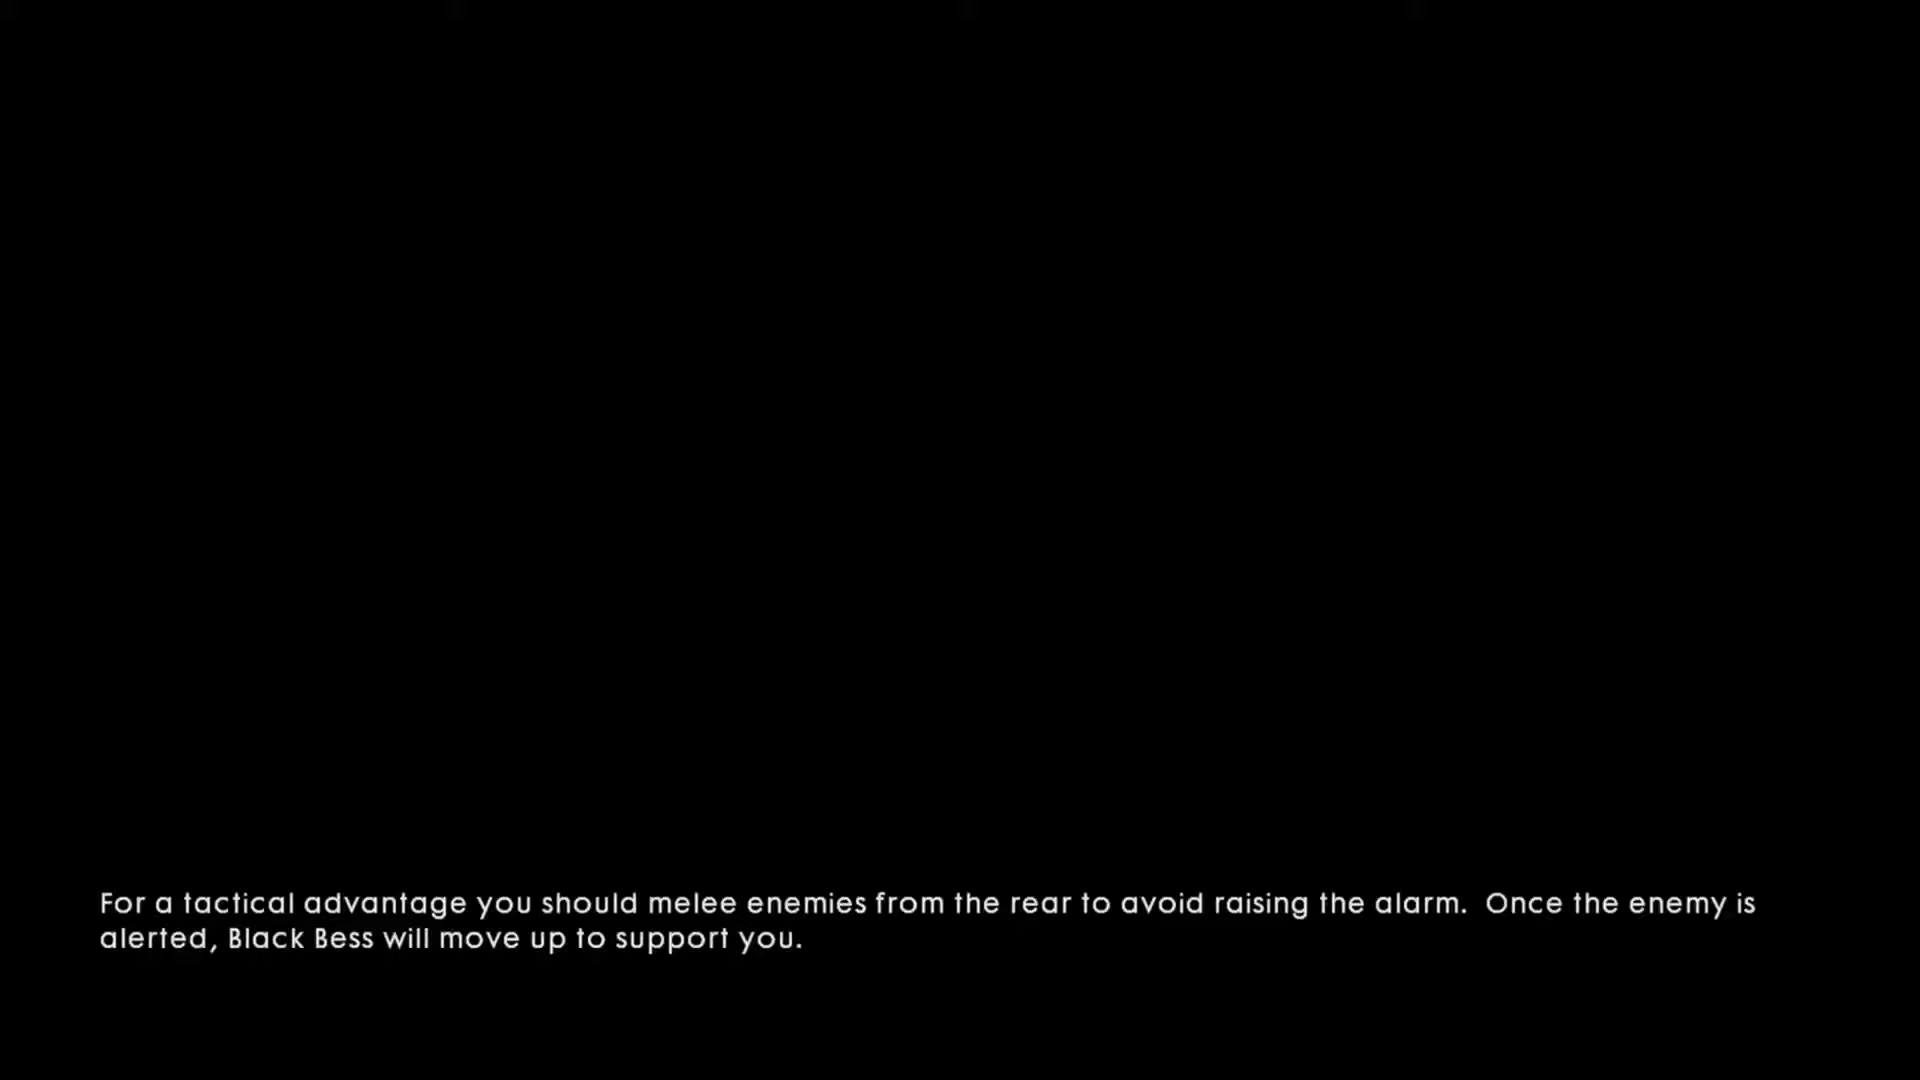 For a tactical advantage you should melee enemies from the rear to avoid raising the alarm.  Once the enemy is
alerted, Black Bess will move up to support you.